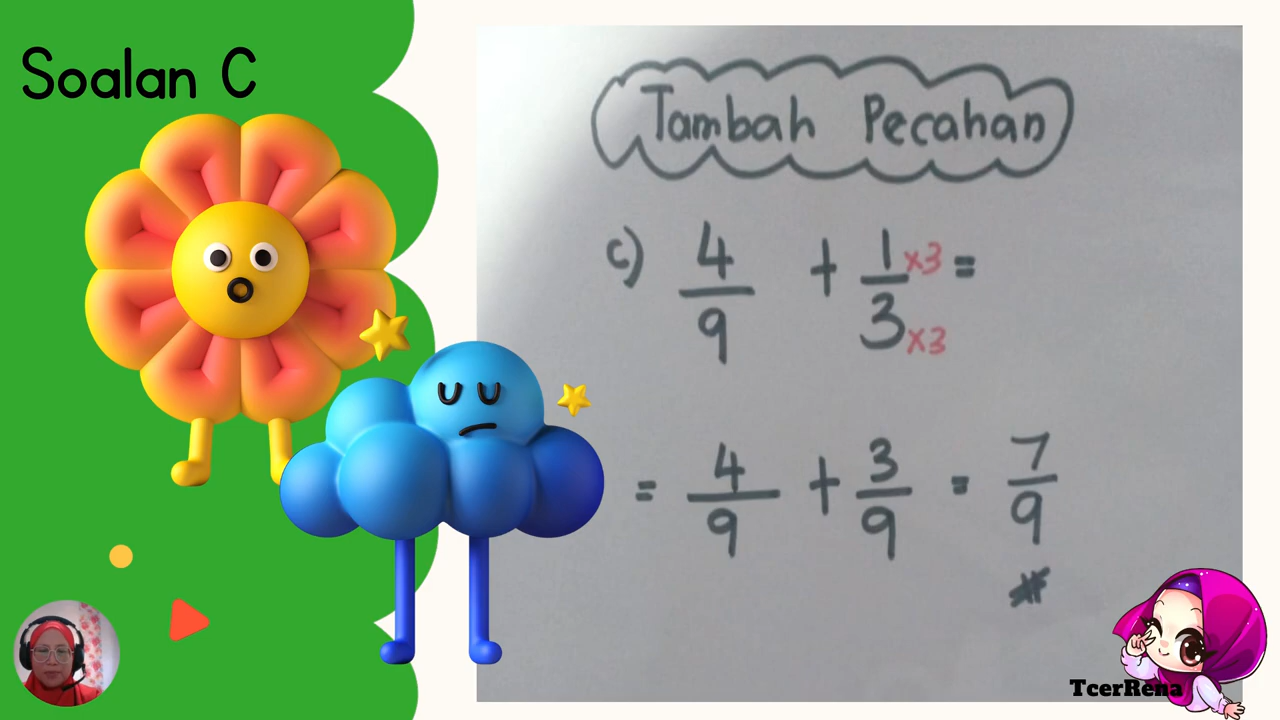 Soalan C
Tambah Pecahan
c) 4/9 + 1/3 ×3 ×3 =
= 4/9 + 3/9 = 7/9
TcerRena